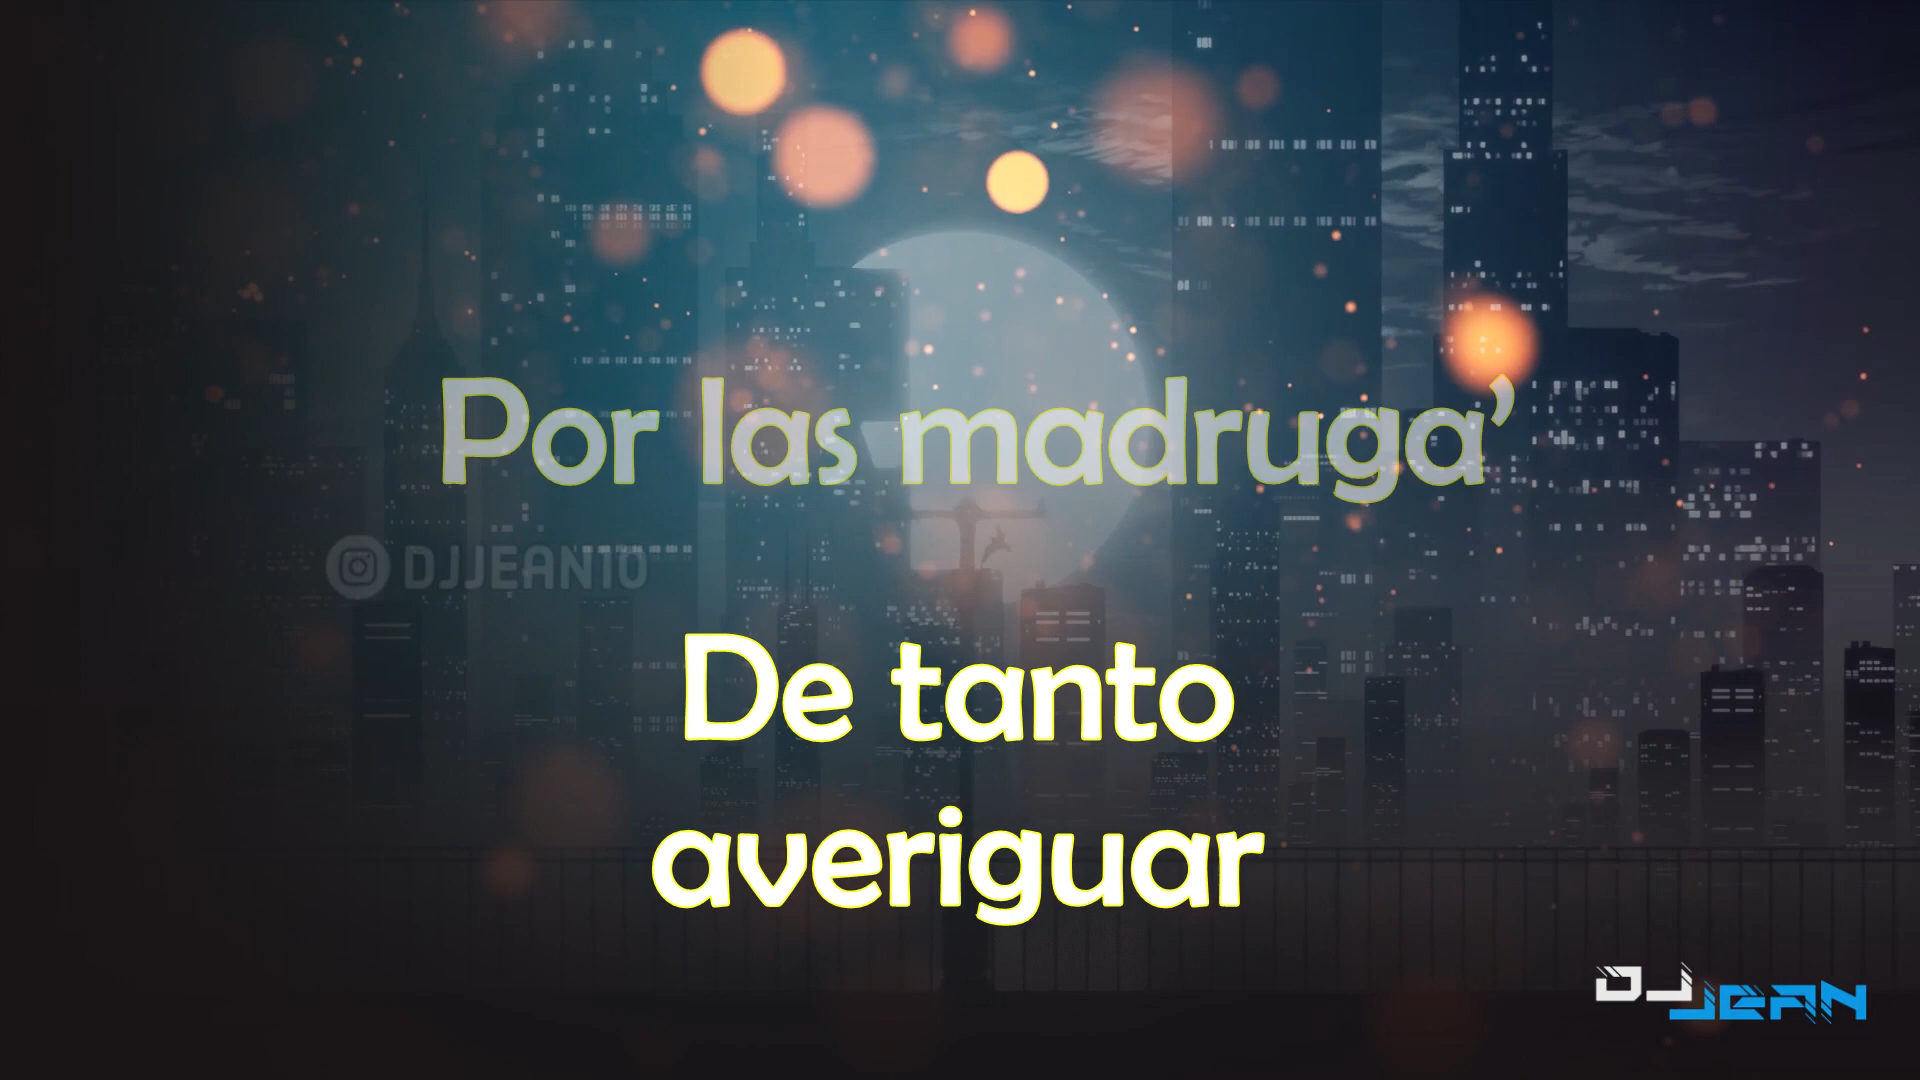 Por las madruga’
DJJEAN10
De tanto
averiguar
DJ JEAN